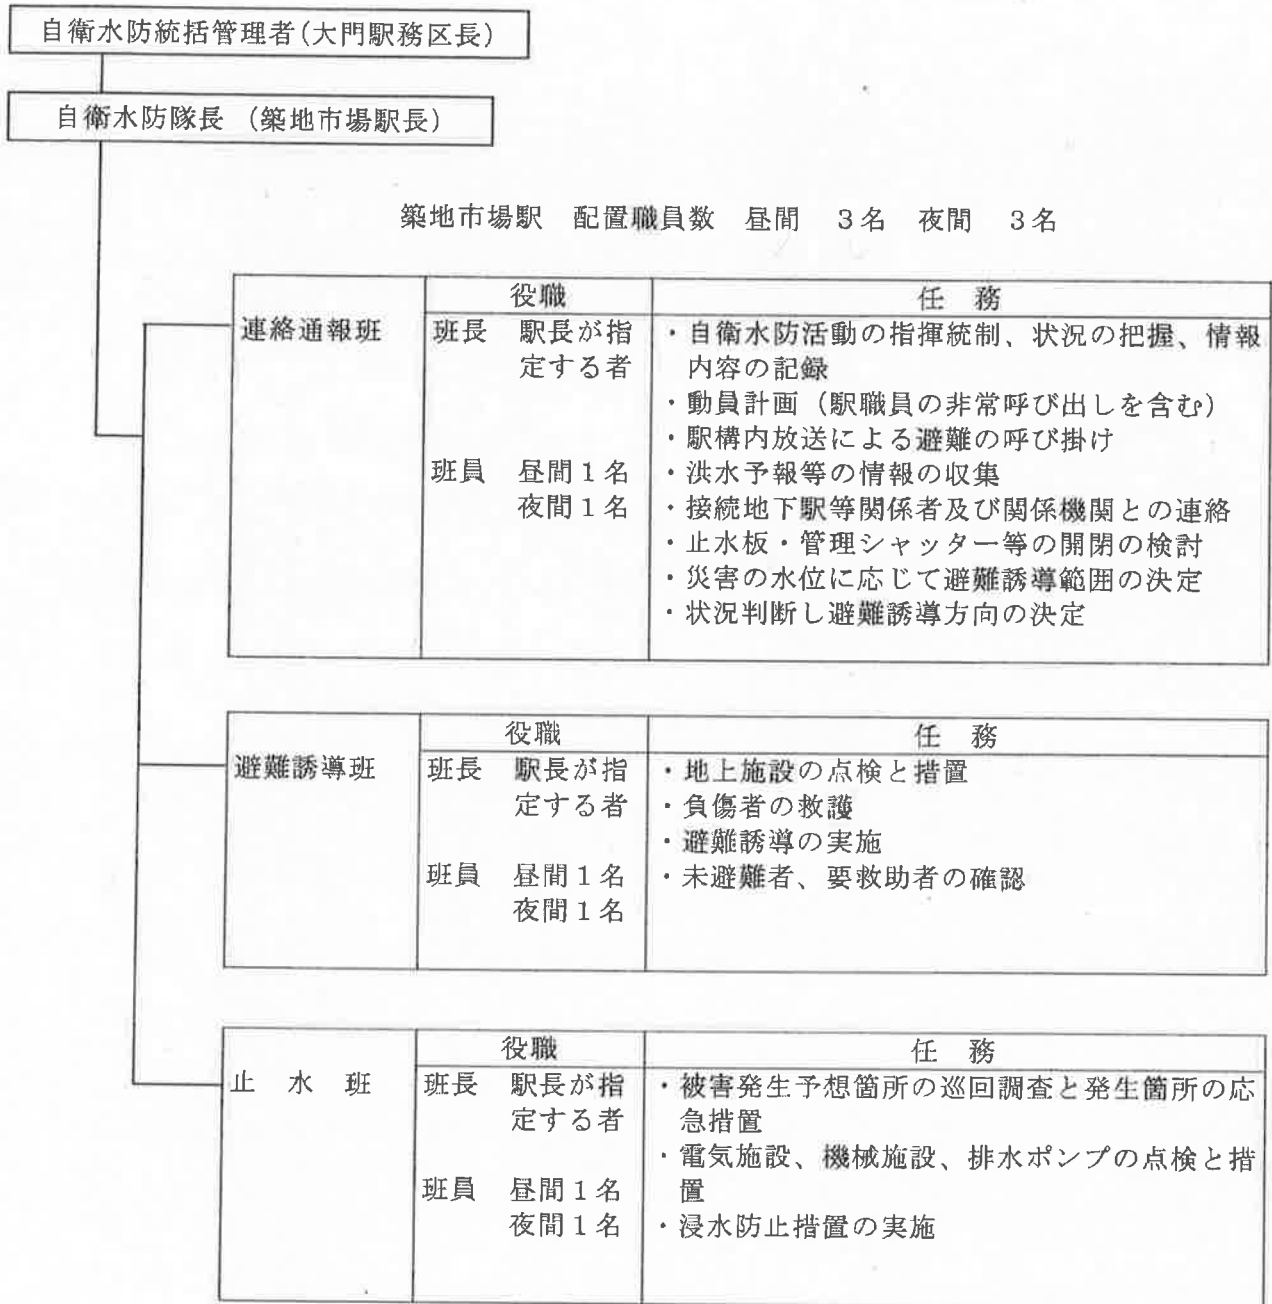 自衛水防統括管理者(大門駅務区長)
自衛水防隊長 (築地市場駅長)
築地市場駅 配置職員数 昼間 3名 夜間 3名
役職 任 務
連絡通報班 班長 駅長が指 ・自衛水防活動の指揮統制、状況の把握、情報
定する者 内容の記録
・動員計画(駅職員の非常呼び出しを含む)
・駅構内放送による避難の呼び掛け
班員 昼間1名 ・洪水予報等の情報の収集
夜間1名 ・接続地下駅等関係者及び関係機関との連絡
・止水板・管理シャッター等の開閉の検討
・災害の水位に応じて避難誘導範囲の決定
・状況判断し避難誘導方向の決定
役職 任 務
避難誘導班 班長 駅長が指 ・地上施設の点検と措置
定する者 ・負傷者の救護
・避難誘導の実施
班員 昼間1名 ・未避難者、要救助者の確認
夜間1名
役職 任 務
止 水 班 班長 駅長が指 ・被害発生予想箇所の巡回調査と発生箇所の応
定する者 急措置
・電気施設、機械施設、排水ポンプの点検と措
班員 昼間1名 置
夜間1名 ・浸水防止措置の実施